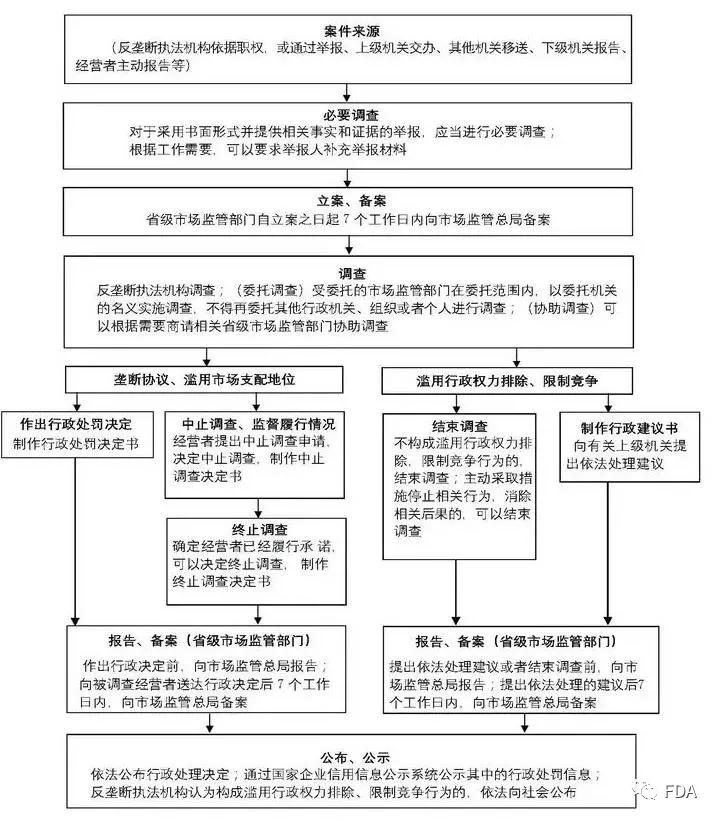 案件来源
（反垄断执法机构依据职权，或通过举报、上级机关交办、其他机关移送、下级机关报告、
经营者主动报告等）
必要调查
对于采用书面形式并提供相关事实和证据的举报，应当进行必要调查；
根据工作需要，可以要求举报人补充举报材料
立案、备案
省级市场监管部门自立案之日起7个工作日内向市场监管总局备案
调查
反垄断执法机构调查；（委托调查）受委托的市场监管部门在委托范围内，以委托机关
的名义实施调查，不得再委托其他行政机关、组织或者个人进行调查；（协助调查）可
以根据需要商请相关省级市场监管部门协助调查
垄断协议、滥用市场支配地位
作出行政处罚决定
制作行政处罚决定书
中止调查、监督履行情况
经营者提出中止调查申请，
决定中止调查，制作中止
调查决定书
终止调查
确定经营者已经履行承诺，
可以决定终止调查，制作
终止调查决定书
报告、备案（省级市场监管部门）
作出行政决定前，向市场监管总局报告；
向被调查经营者送达行政决定后7个工作
日内，向市场监管总局备案
滥用行政权力排除、限制竞争
结束调查
不构成滥用行政权力排
除，限制竞争行为的，
结束调查；主动采取措
施停止相关行为，消除
相关后果的，可以结束
调查
制作行政建议书
向有关上级机关提
出依法处理建议
报告、备案（省级市场监管部门）
提出依法处理建议或者结束调查前，向市
场监管总局报告；提出依法处理的建议后7
个工作日内，向市场监管总局备案
公布、公示
依法公布行政处理决定；通过国家企业信用信息公示系统公示其中的行政处罚信息；
反垄断执法机构认为构成滥用行政权力排除、限制竞争行为的，依法向社会公布
FDA